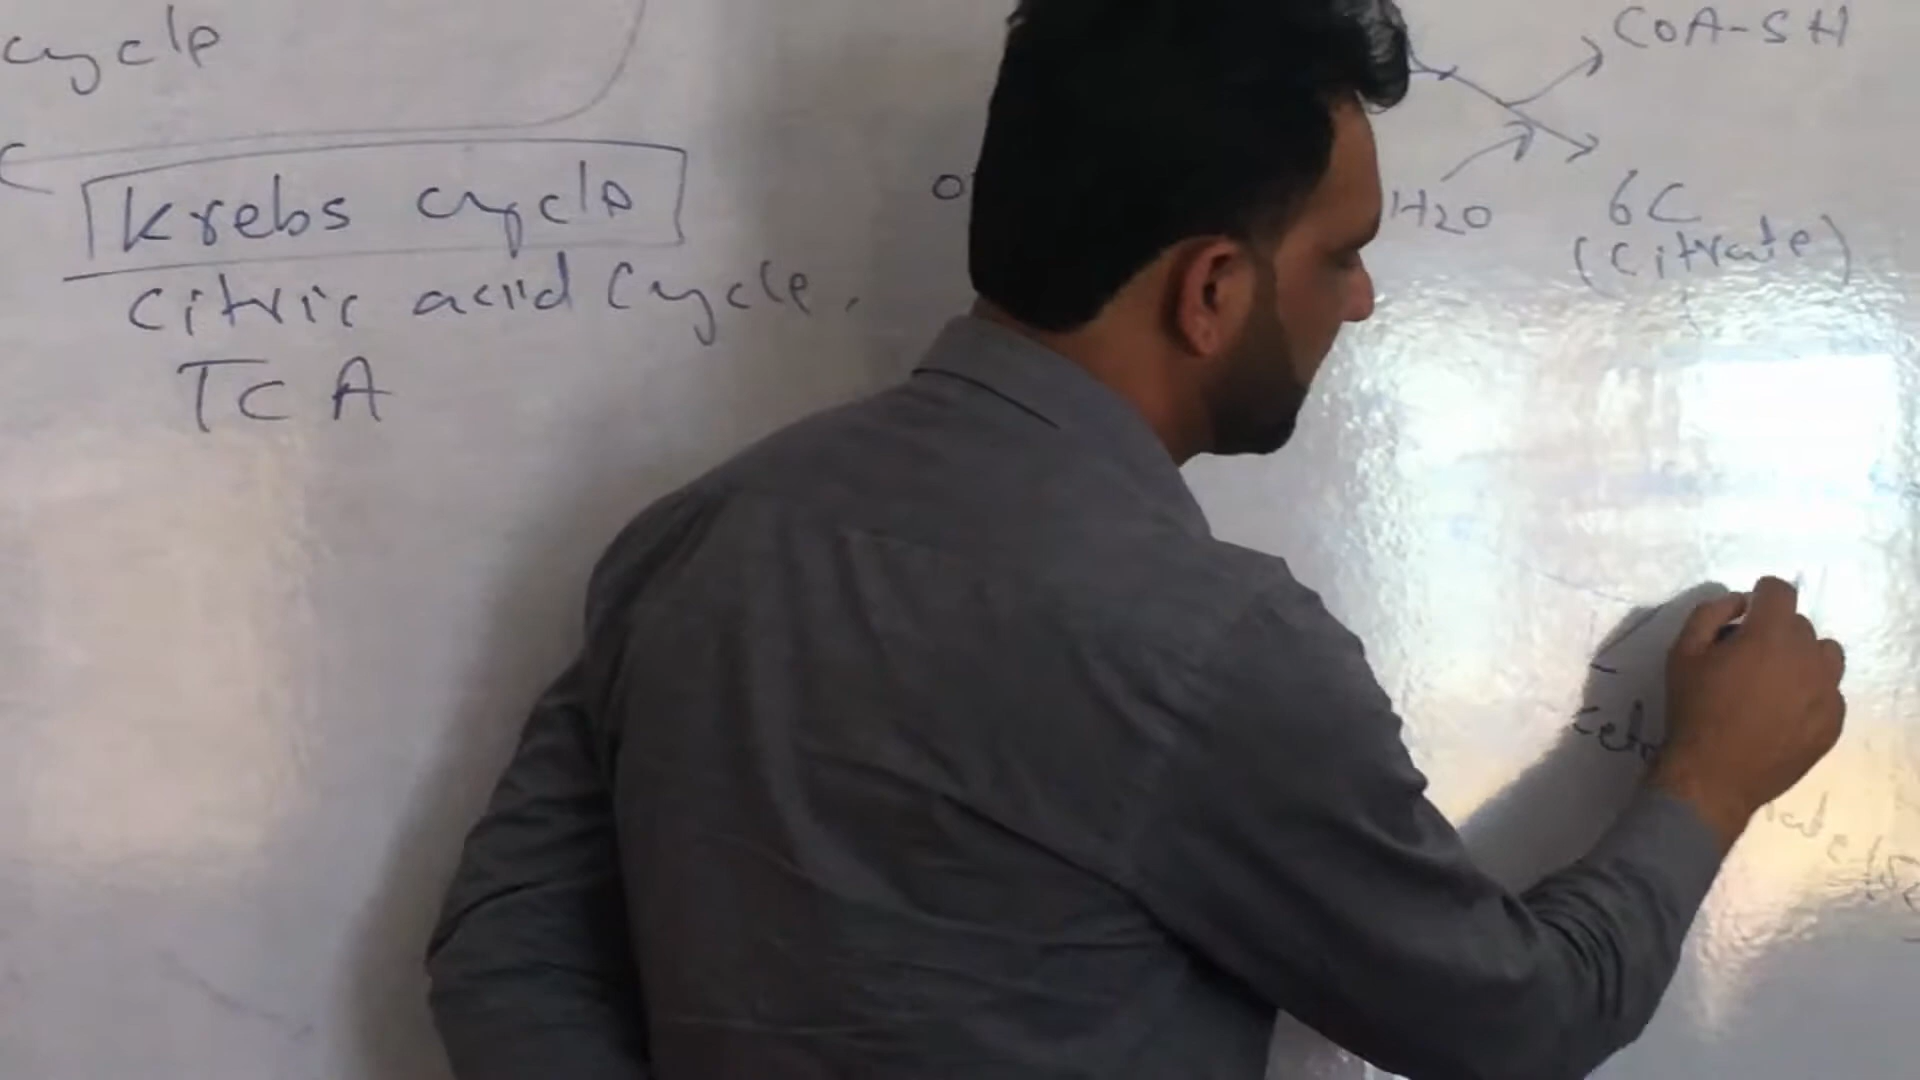 cycle
C
Krebs cycle
Citric acid Cycle.
TCA
COA-SH
H2O
6C
(Citrate)